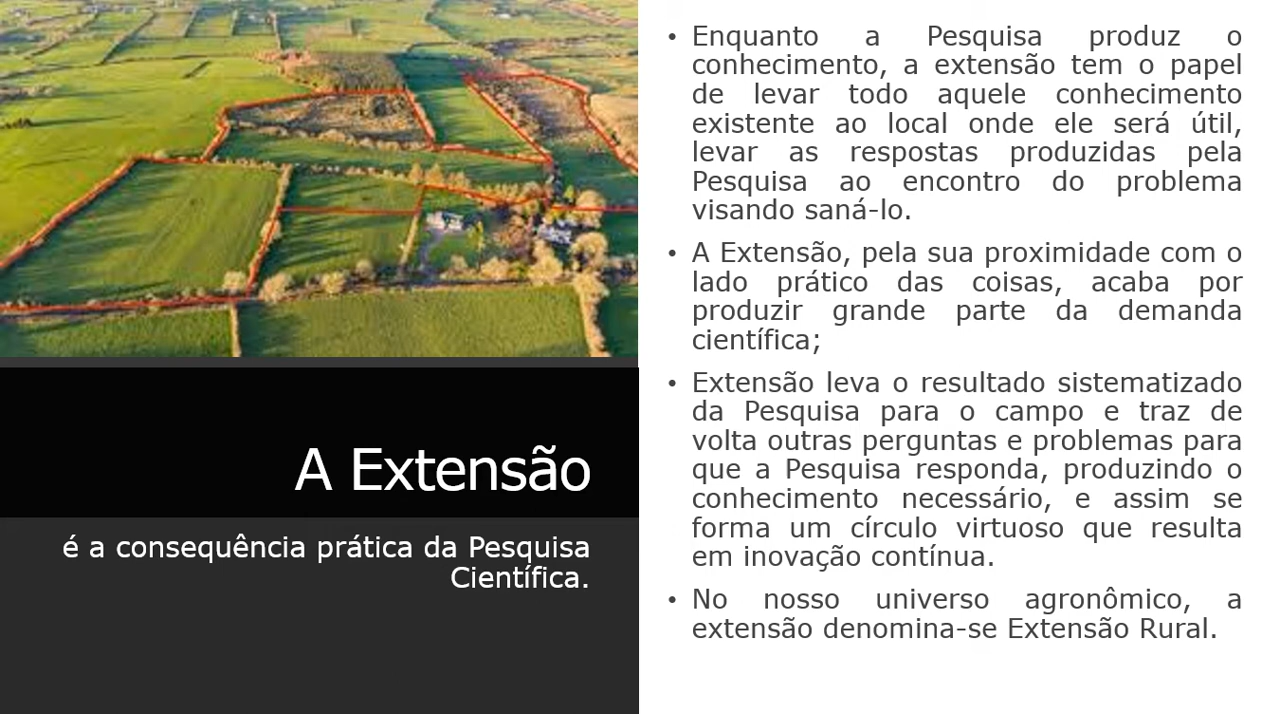 A Extensão
é a consequência prática da Pesquisa
Científica.
• Enquanto a Pesquisa produz o
conhecimento, a extensão tem o papel
de levar todo aquele conhecimento
existente ao local onde ele será útil,
levar as respostas produzidas pela
Pesquisa ao encontro do problema
visando saná-lo.
• A Extensão, pela sua proximidade com o
lado prático das coisas, acaba por
produzir grande parte da demanda
científica;
• Extensão leva o resultado sistematizado
da Pesquisa para o campo e traz de
volta outras perguntas e problemas para
que a Pesquisa responda, produzindo o
conhecimento necessário, e assim se
forma um círculo virtuoso que resulta
em inovação contínua.
• No nosso universo agronômico, a
extensão denomina-se Extensão Rural.